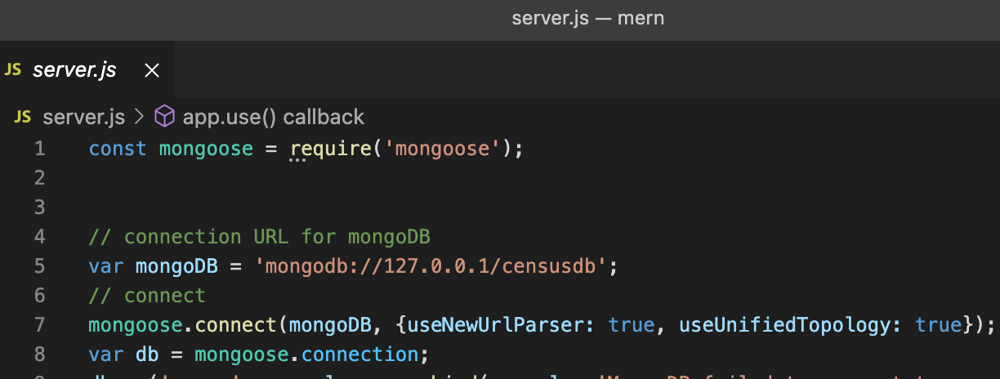 server.js — mern
JS server.js ×
JS server.js > app.use() callback
1 const mongoose = require('mongoose');
2
3
4 // connection URL for mongoDB
5 var mongoDB = 'mongodb://127.0.0.1/censusdb';
6 // connect
7 mongoose.connect(mongoDB, {useNewUrlParser: true, useUnifiedTopology: true});
8 var db = mongoose.connection;